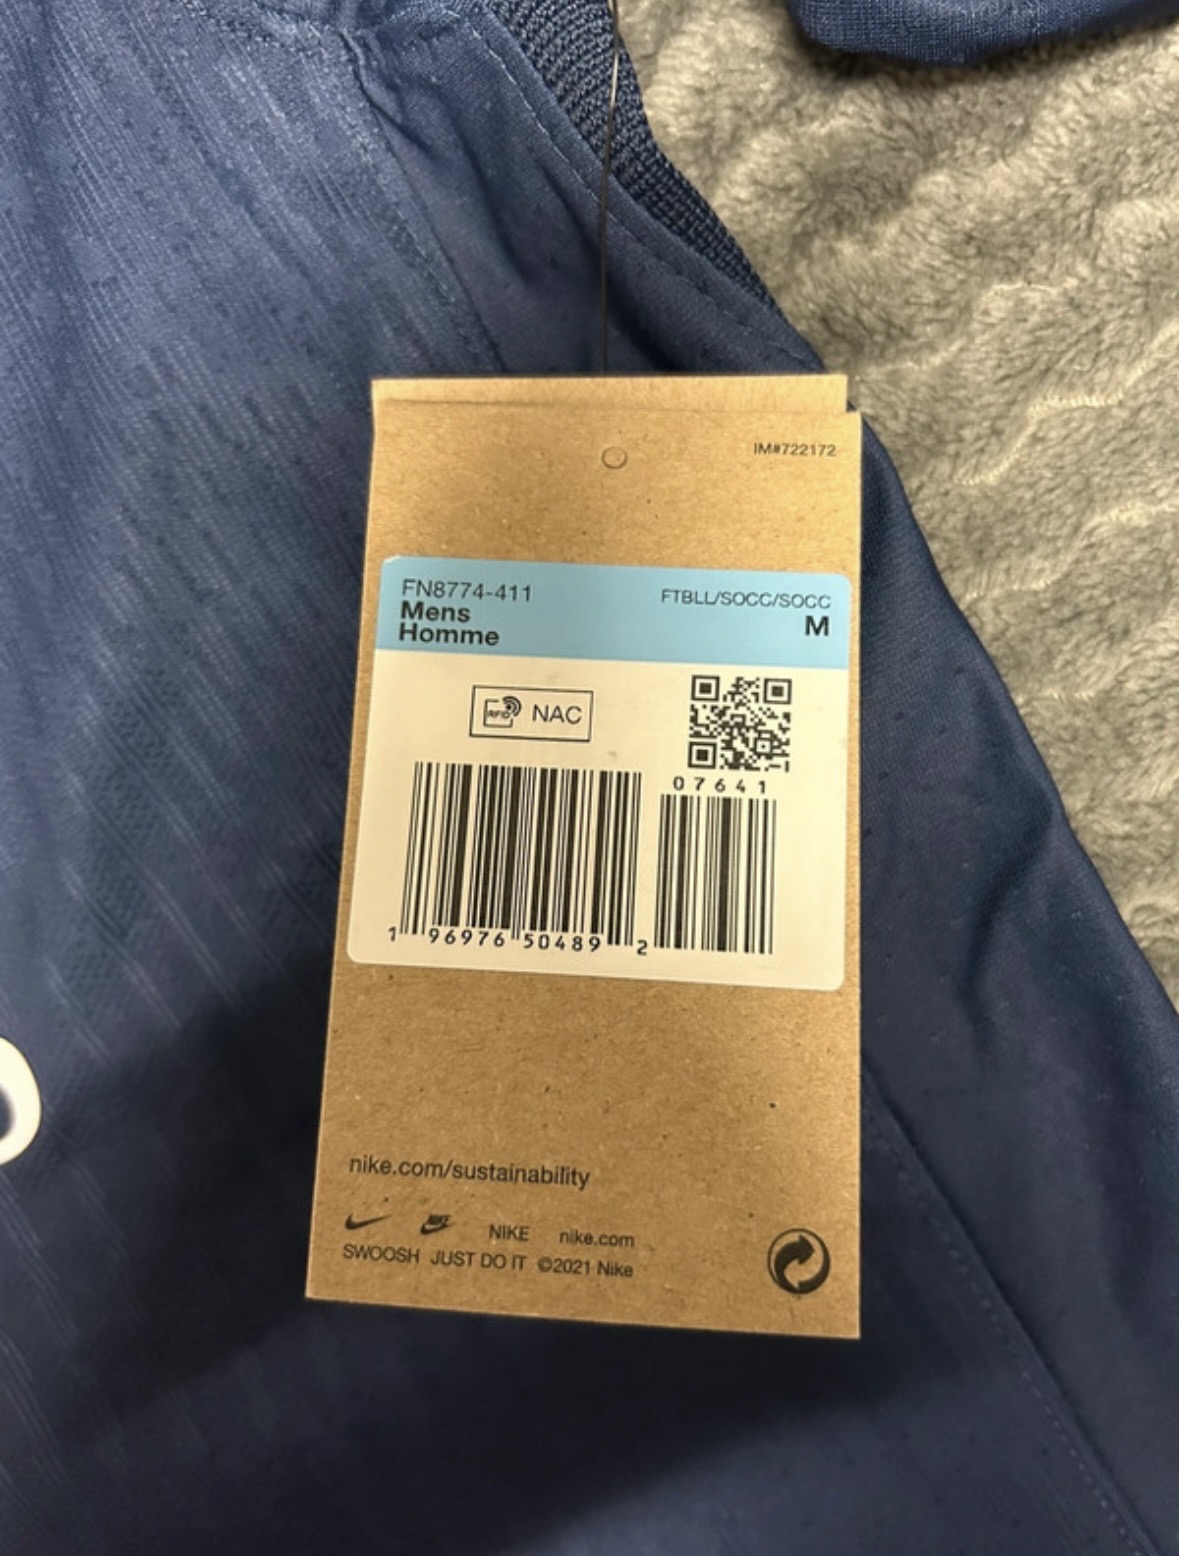 IM#722172
FN8774-411
Mens
Homme
FTBLL/SOCC/SOCC
M
RFID NAC
07641
1 96976 50489 2
nike.com/sustainability
NIKE nike.com
SWOOSH JUST DO IT ©2021 Nike